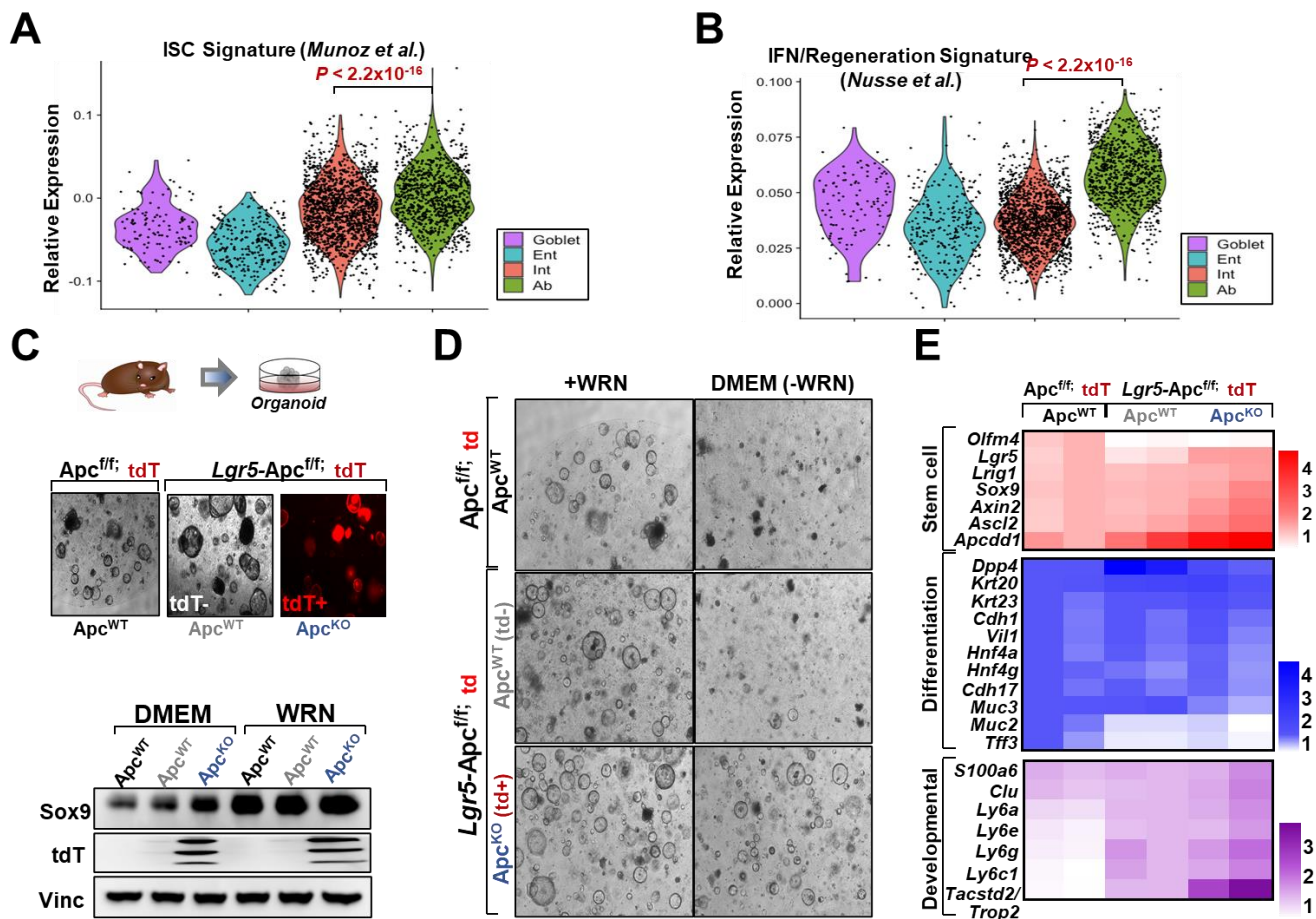 A
ISC Signature (Munoz et al.)
P < 2.2x10-16
Relative Expression
0.1
0.0
-0.1
Goblet
Ent
Int
Ab
B
IFN/Regeneration Signature
(Nusse et al.)
P < 2.2x10-16
Relative Expression
0.100
0.075
0.050
0.025
0.000
Goblet
Ent
Int
Ab
C
Organoid
Apcf/f; tdT
Lgr5-Apcf/f; tdT
tdT-
tdT+
ApcWT
ApcWT
ApcKO
DMEM
WRN
ApcWT
ApcWT
ApcKO
ApcWT
ApcWT
ApcKO
Sox9
tdT
Vinc
D
+WRN
DMEM (-WRN)
Apcf/f; td
ApcWT
Lgr5-Apcf/f; td
ApcWT (td-)
ApcKO (td+)
E
Apcf/f; tdT
Lgr5-Apcf/f; tdT
ApcWT
ApcWT
ApcKO
Stem cell
Olfm4
Lgr5
Lrig1
Sox9
Axin2
Ascl2
Apcdd1
4
3
2
1
Differentiation
Dpp4
Krt20
Krt23
Cdh1
Vil1
Hnf4a
Hnf4g
Cdh17
Muc3
Muc2
Tff3
4
3
2
1
Developmental
S100a6
Clu
Ly6a
Ly6e
Ly6g
Ly6c1
Tacstd2/
Trop2
3
2
1